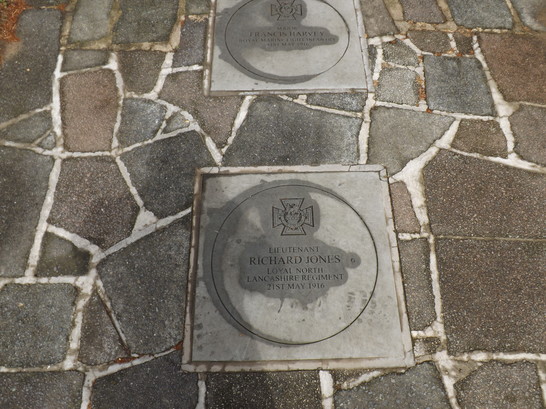 FRANCIS HARVEY
LIEUTENANT
RICHARD JONES
LOYAL NORTH
LANCASHIRE REGIMENT
21ST MAY 1916